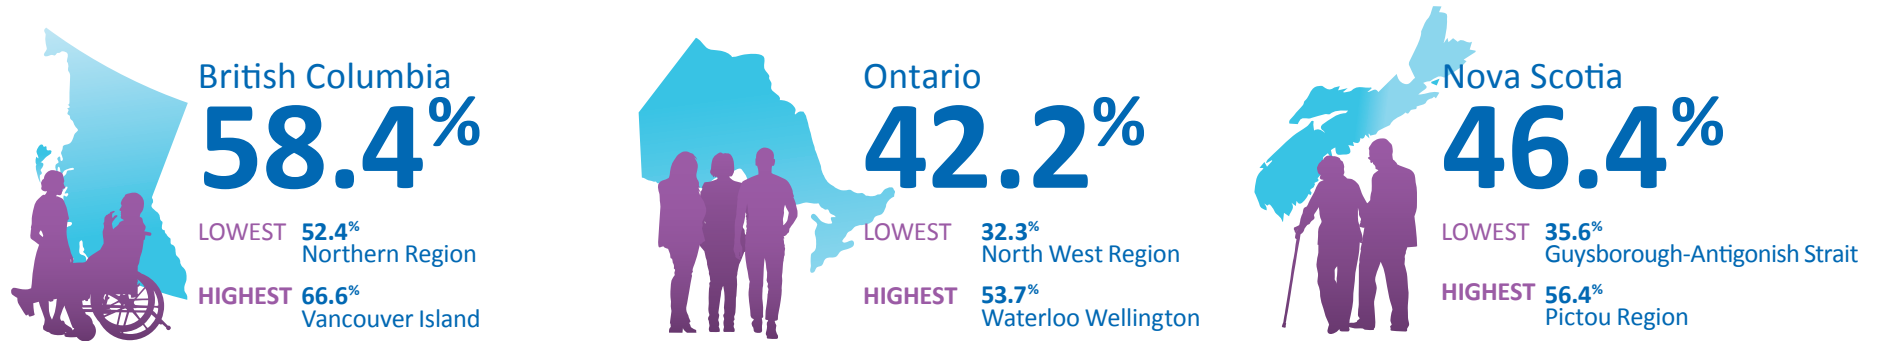 British Columbia
58.4%
LOWEST 52.4%
Northern Region
HIGHEST 66.6%
Vancouver Island
Ontario
42.2%
LOWEST 32.3%
North West Region
HIGHEST 53.7%
Waterloo Wellington
Nova Scotia
46.4%
LOWEST 35.6%
Guysborough-Antigonish Strait
HIGHEST 56.4%
Pictou Region